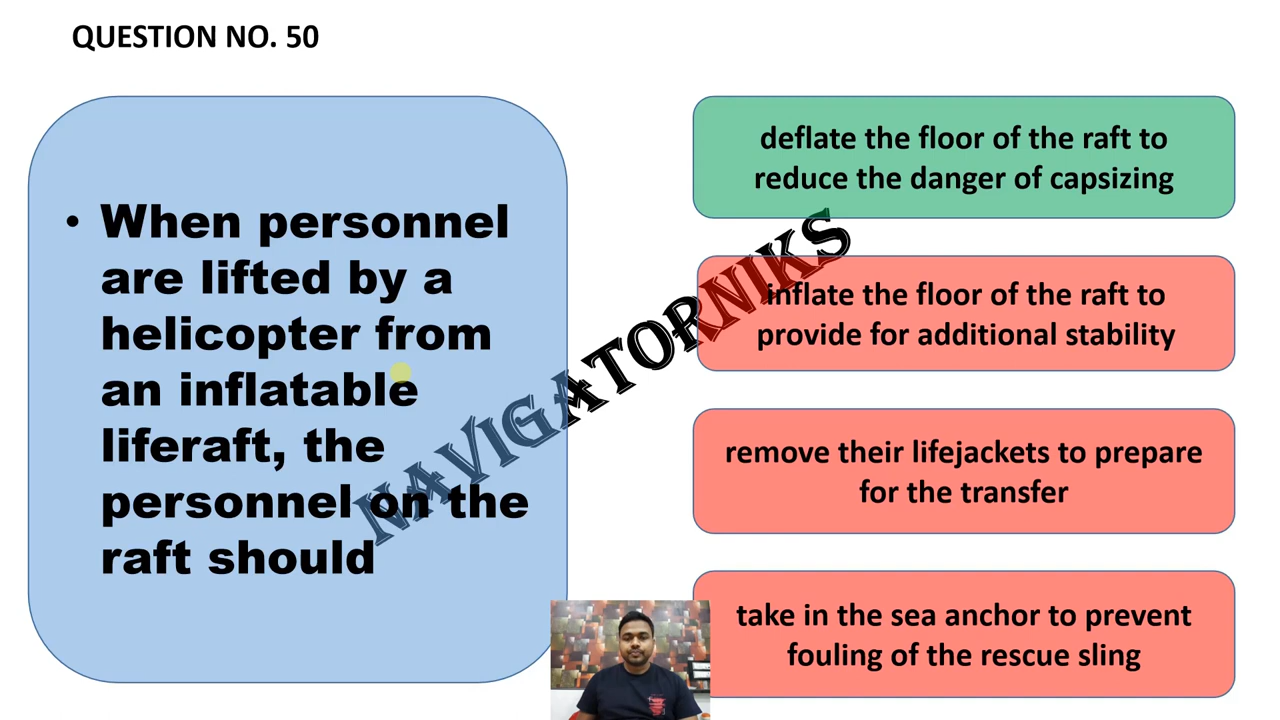 QUESTION NO. 50
• When personnel
are lifted by a
helicopter from
an inflatable
liferaft, the
personnel on the
raft should
deflate the floor of the raft to
reduce the danger of capsizing
inflate the floor of the raft to
provide for additional stability
remove their lifejackets to prepare
for the transfer
take in the sea anchor to prevent
fouling of the rescue sling
NAVIGATORNIKS